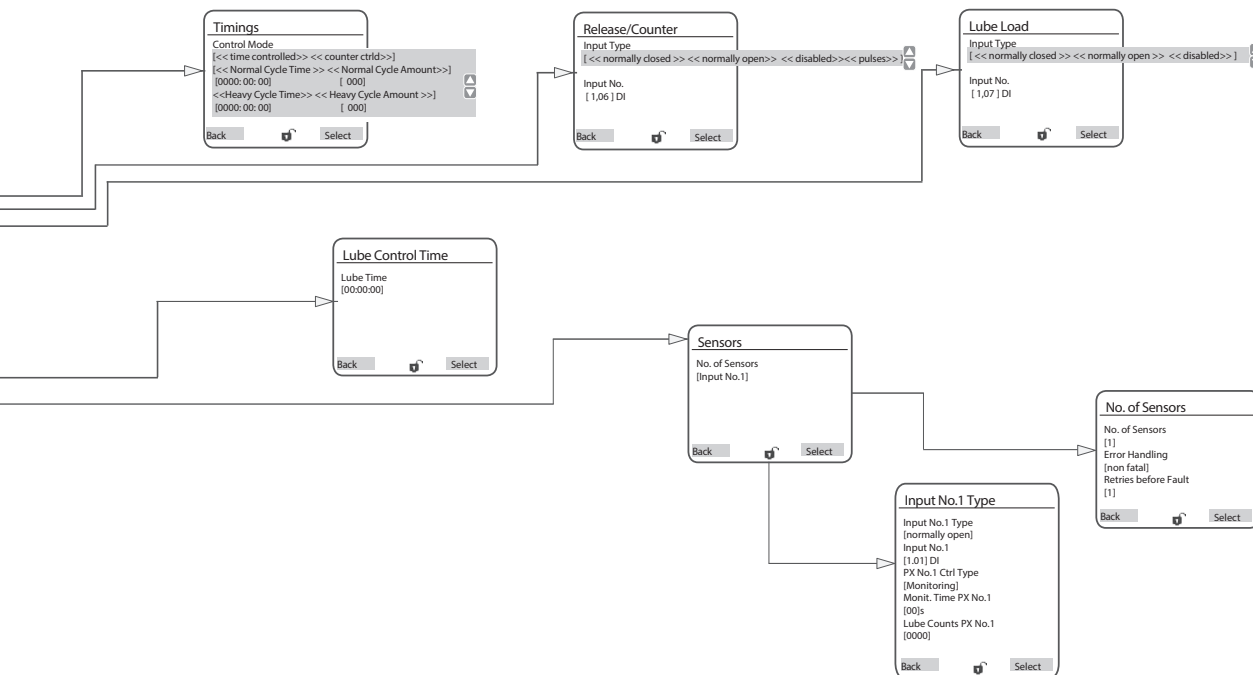 Timings
Control Mode
[<< time controlled>> << counter ctrld>>]
[<< Normal Cycle Time >> << Normal Cycle Amount>>]
[0000: 00: 00] [ 000]
<<Heavy Cycle Time>> << Heavy Cycle Amount >>]
[0000: 00: 00] [ 000]
Back Select
Release/Counter
Input Type
[ << normally closed >> << normally open>> << disabled>><< pulses>> ]
Input No.
[ 1,06 ] DI
Back Select
Lube Load
Input Type
[ << normally closed >> << normally open >> << disabled>> ]
Input No.
[ 1,07 ] DI
Back Select
Lube Control Time
Lube Time
[00:00:00]
Back Select
Sensors
No. of Sensors
[Input No.1]
Back Select
No. of Sensors
No. of Sensors
[1]
Error Handling
[non fatal]
Retries before Fault
[1]
Back Select
Input No.1 Type
Input No.1 Type
[normally open]
Input No.1
[1.01] DI
PX No.1 Ctrl Type
[Monitoring]
Monit. Time PX No.1
[00]s
Lube Counts PX No.1
[0000]
Back Select